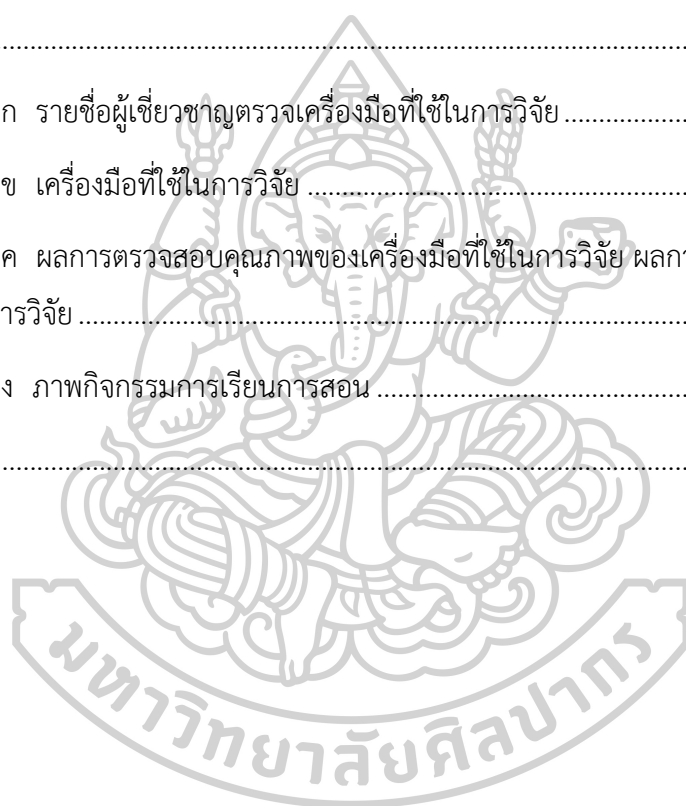 ................................................................................................
ก รายชื่อผู้เชี่ยวชาญตรวจเครื่องมือที่ใช้ในการวิจัย..................
ข เครื่องมือที่ใช้ในการวิจัย ......................................................
ค ผลการตรวจสอบคุณภาพของเครื่องมือที่ใช้ในการวิจัย ผลกา
ารวิจัย .......................................................................................
ง ภาพกิจกรรมการเรียนการสอน .............................................
................................................................................................
มหาวิทยาลัยศิลปากร